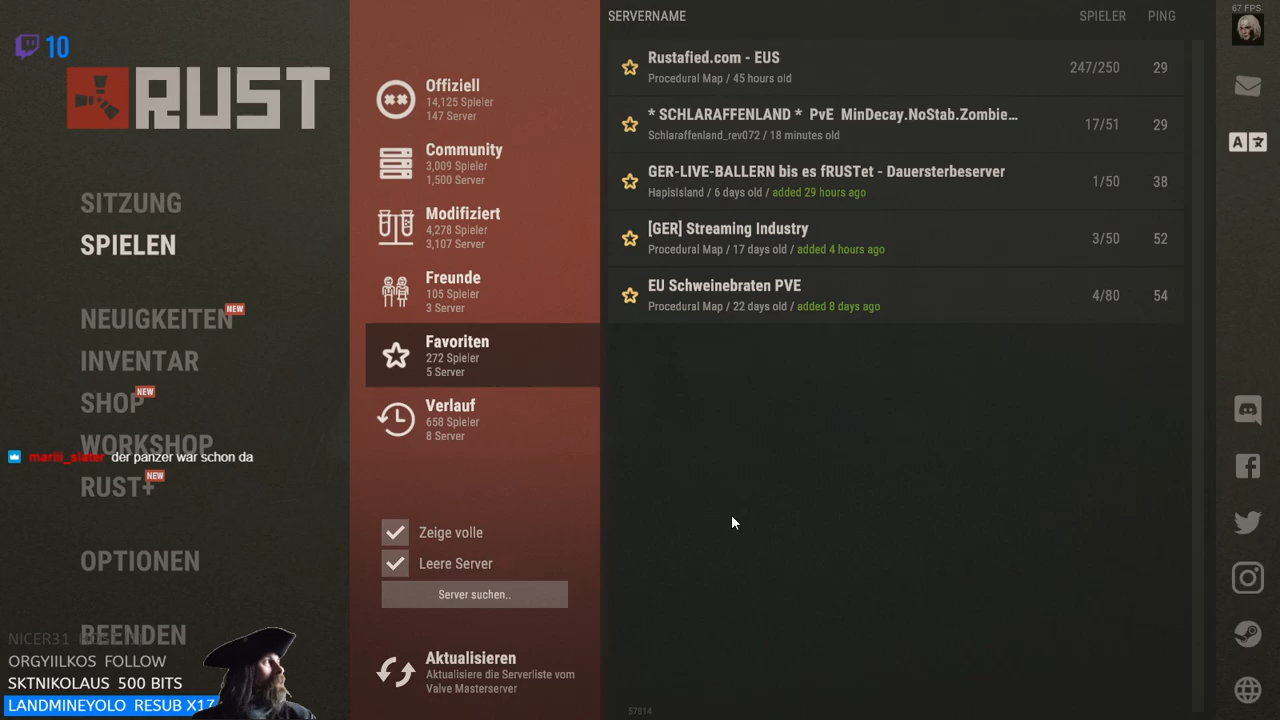 10
RUST
SITZUNG
SPIELEN
NEUIGKEITEN NEW
INVENTAR
SHOP NEW
WORKSHOP
mariii_slater der panzer war schon da
RUST+ NEW
OPTIONEN
BEENDEN
NICER31
ORGYIILKOS FOLLOW
SKTNIKOLAUS 500 BITS
LANDMINEYOLO RESUB X17
Offiziell
14,125 Spieler
147 Server
Community
3,009 Spieler
1,500 Server
Modifiziert
4,278 Spieler
3,107 Server
Freunde
105 Spieler
3 Server
Favoriten
272 Spieler
5 Server
Verlauf
658 Spieler
8 Server
Zeige volle
Leere Server
Server suchen..
Aktualisieren
Aktualisiere die Serverliste vom
Valve Masterserver
SERVERNAME SPIELER PING
Rustafied.com - EUS 247/250 29
Procedural Map / 45 hours old
* SCHLARAFFENLAND * PvE MinDecay.NoStab.Zombie... 17/51 29
Schlaraffenland_rev072 / 18 minutes old
GER-LIVE-BALLERN bis es fRUSTet - Dauersterbeserver 1/50 38
HapisIsland / 6 days old / added 29 hours ago
[GER] Streaming Industry 3/50 52
Procedural Map / 17 days old / added 4 hours ago
EU Schweinebraten PVE 4/80 54
Procedural Map / 22 days old / added 8 days ago
57814
67 FPS
A